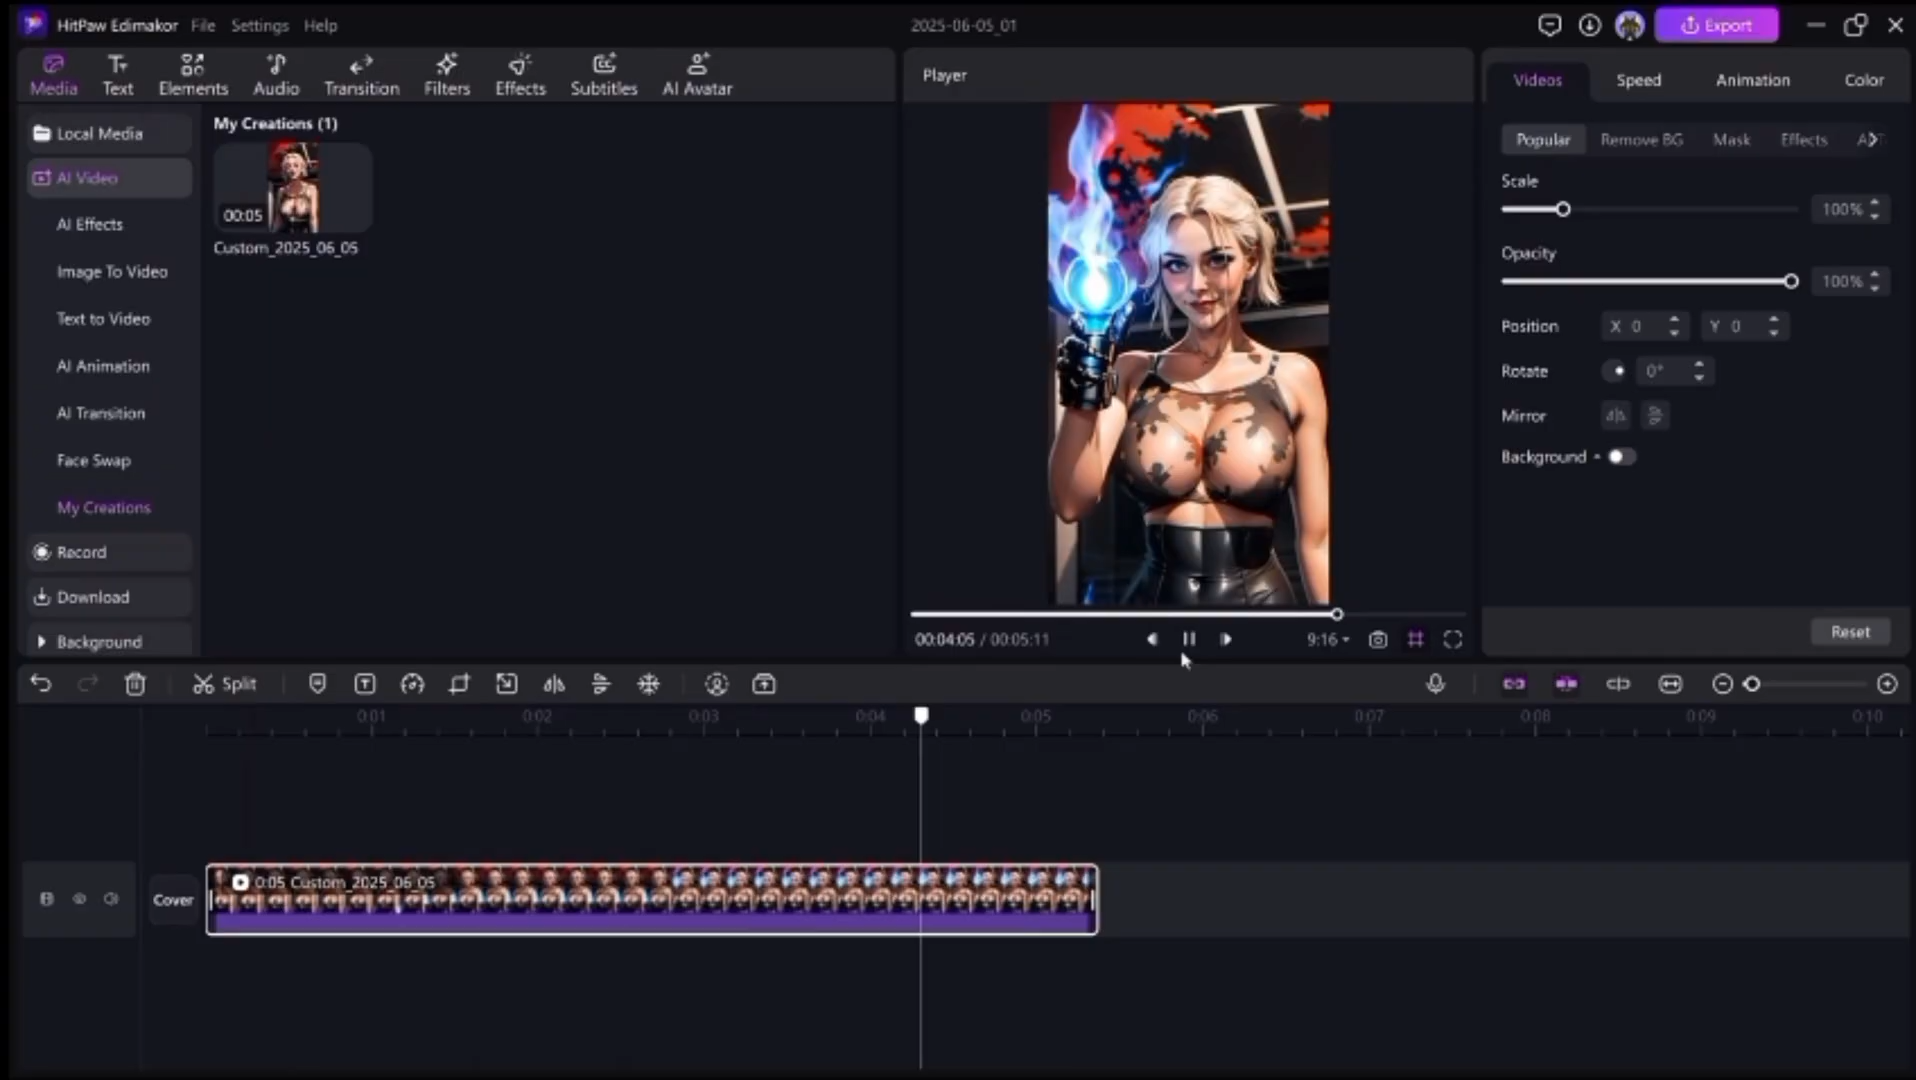 HitPaw Edimakor File Settings Help 2025-06-05_01 Export
Media Text Elements Audio Transition Filters Effects Subtitles AI Avatar
Player
Videos Speed Animation Color
Local Media
AI Video
AI Effects
Image To Video
Text to Video
AI Animation
AI Transition
Face Swap
My Creations
Record
Download
Background
My Creations (1)
00:05
Custom_2025_06_05
00:04:05 / 00:05:11 9:16
Popular Remove BG Mask Effects
Scale
100%
Opacity
100%
Position X 0 Y 0
Rotate 0°
Mirror
Background
Reset
Split
0:01 0:02 0:03 0:04 0:05 0:06 0:07 0:08 0:09 0:10
Cover
0:05 Custom_2025_06_05